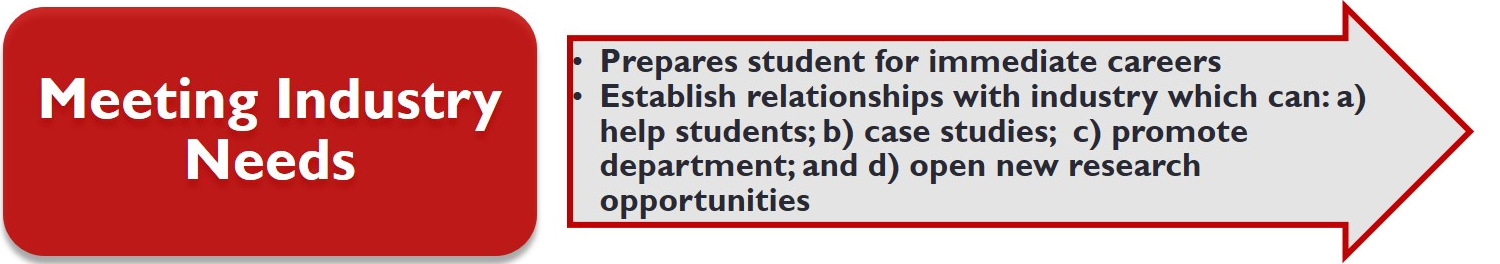 Meeting Industry
Needs
• Prepares student for immediate careers
• Establish relationships with industry which can: a)
help students; b) case studies;  c) promote
department; and d) open new research
opportunities